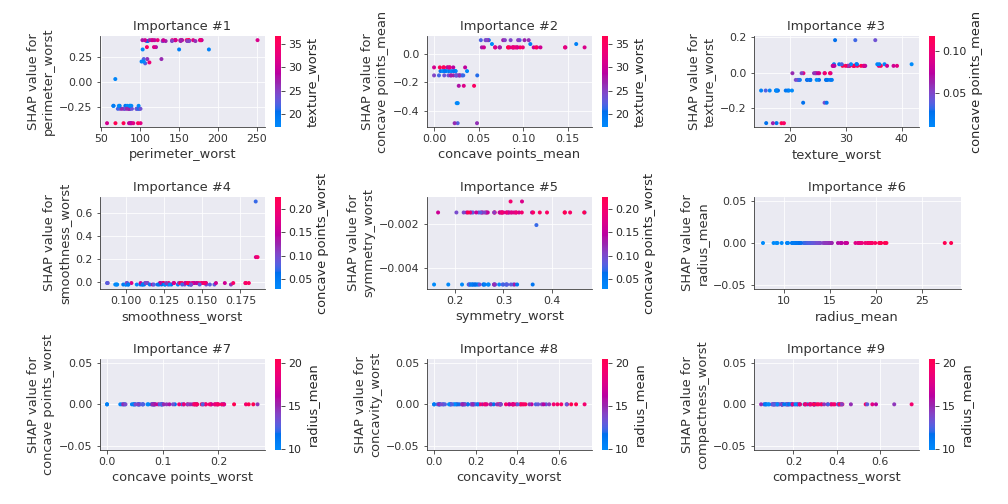 Importance #1
SHAP value for
perimeter_worst
0.25
0.00
−0.25
50
100
150
200
250
perimeter_worst
35
30
25
20
texture_worst
Importance #2
SHAP value for
concave points_mean
0.0
−0.2
−0.4
0.00
0.05
0.10
0.15
concave points_mean
35
30
25
20
texture_worst
Importance #3
SHAP value for
texture_worst
0.2
0.0
−0.2
20
30
40
texture_worst
0.10
0.05
concave points_mean
Importance #4
SHAP value for
smoothness_worst
0.6
0.4
0.2
0.0
0.100
0.125
0.150
0.175
smoothness_worst
0.20
0.15
0.10
0.05
concave points_worst
Importance #5
SHAP value for
symmetry_worst
−0.002
−0.004
0.2
0.3
0.4
symmetry_worst
0.20
0.15
0.10
0.05
concave points_worst
Importance #6
SHAP value for
radius_mean
0.05
0.00
−0.05
10
15
20
25
radius_mean
0.20
0.15
0.10
0.05
concave points_worst
Importance #7
SHAP value for
concave points_worst
0.05
0.00
−0.05
0.0
0.1
0.2
concave points_worst
20
15
10
radius_mean
Importance #8
SHAP value for
concavity_worst
0.05
0.00
−0.05
0.0
0.2
0.4
0.6
concavity_worst
20
15
10
radius_mean
Importance #9
SHAP value for
compactness_worst
0.05
0.00
−0.05
0.2
0.4
0.6
compactness_worst
20
15
10
radius_mean